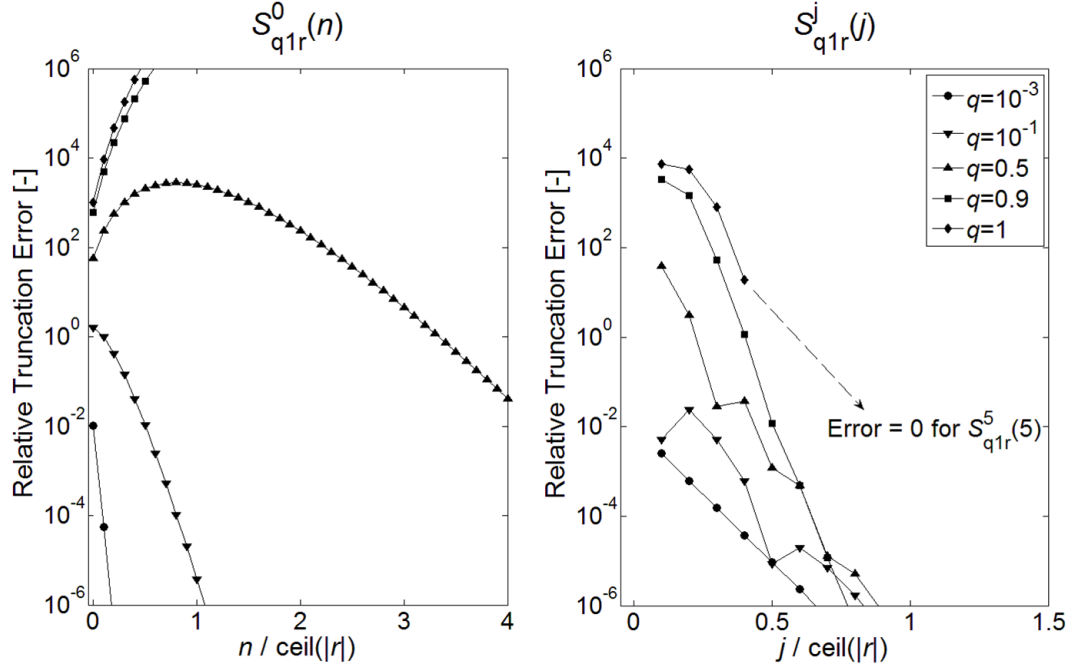 S⁰q1r(n)
Relative Truncation Error [-]
10⁶
10⁴
10²
10⁰
10⁻²
10⁻⁴
10⁻⁶
0 1 2 3 4
n / ceil(|r|)
Sʲq1r(j)
Relative Truncation Error [-]
10⁶
10⁴
10²
10⁰
10⁻²
10⁻⁴
10⁻⁶
0 0.5 1 1.5
j / ceil(|r|)
q=10⁻³
q=10⁻¹
q=0.5
q=0.9
q=1
Error = 0 for S⁵q1r(5)